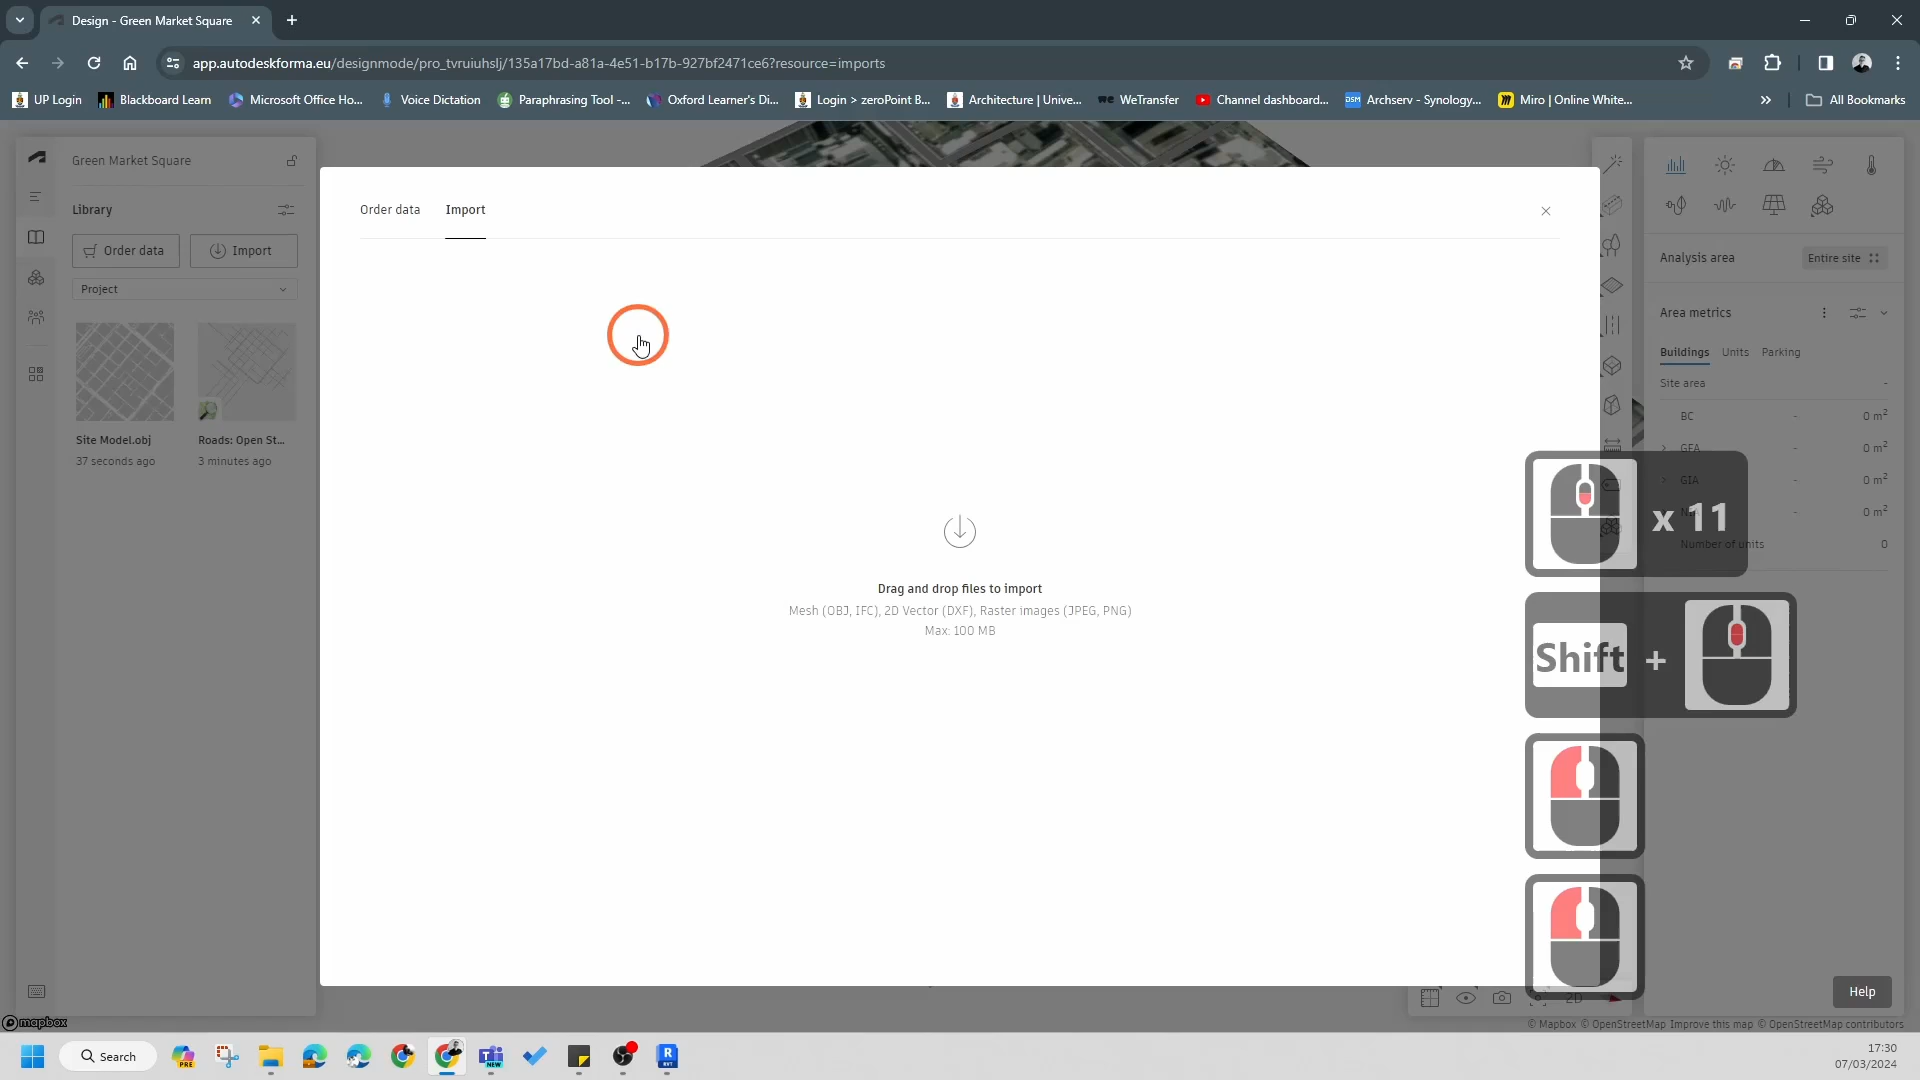 Design - Green Market Square
app.autodeskforma.eu/designmode/pro_tvruiuhslj/135a17bd-a81a-4e51-b17b-927bf2471ce6?resource=imports
UP Login
Blackboard Learn
Microsoft Office Ho...
Voice Dictation
Paraphrasing Tool -...
Oxford Learner's Di...
Login > zeroPoint B...
Architecture | Unive...
WeTransfer
Channel dashboard...
Archserv - Synology...
Miro | Online White...
All Bookmarks
Green Market Square
Library
Order data
Import
Project
Site Model.obj
37 seconds ago
Roads: Open St...
3 minutes ago
Order data
Import
Drag and drop files to import
Mesh (OBJ, IFC), 2D Vector (DXF), Raster images (JPEG, PNG)
Max: 100 MB
Analysis area
Entire site
Area metrics
Buildings
Units
Parking
Site area -
BC - 0 m²
GFA - 0 m²
GIA - 0 m²
- 0 m²
Number of units 0
x 11
Shift +
2D
Help
mapbox
© Mapbox © OpenStreetMap Improve this map © OpenStreetMap contributors
Search
PRE
NEW
17:30
07/03/2024